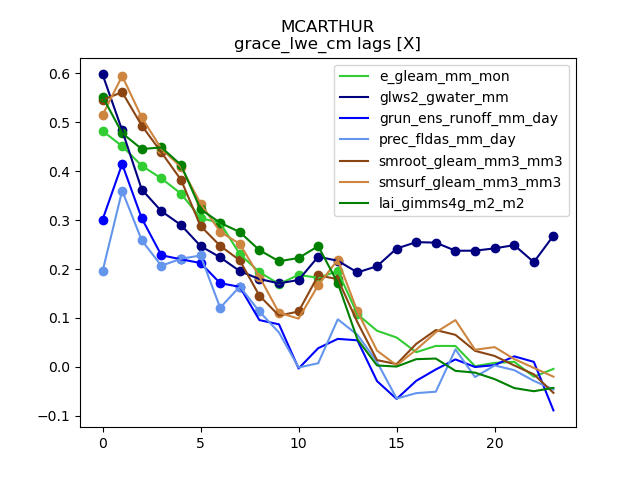 MCARTHUR
grace_lwe_cm lags [X]
e_gleam_mm_mon
glws2_gwater_mm
grun_ens_runoff_mm_day
prec_fldas_mm_day
smroot_gleam_mm3_mm3
smsurf_gleam_mm3_mm3
lai_gimms4g_m2_m2
0.6
0.5
0.4
0.3
0.2
0.1
0.0
−0.1
0 5 10 15 20